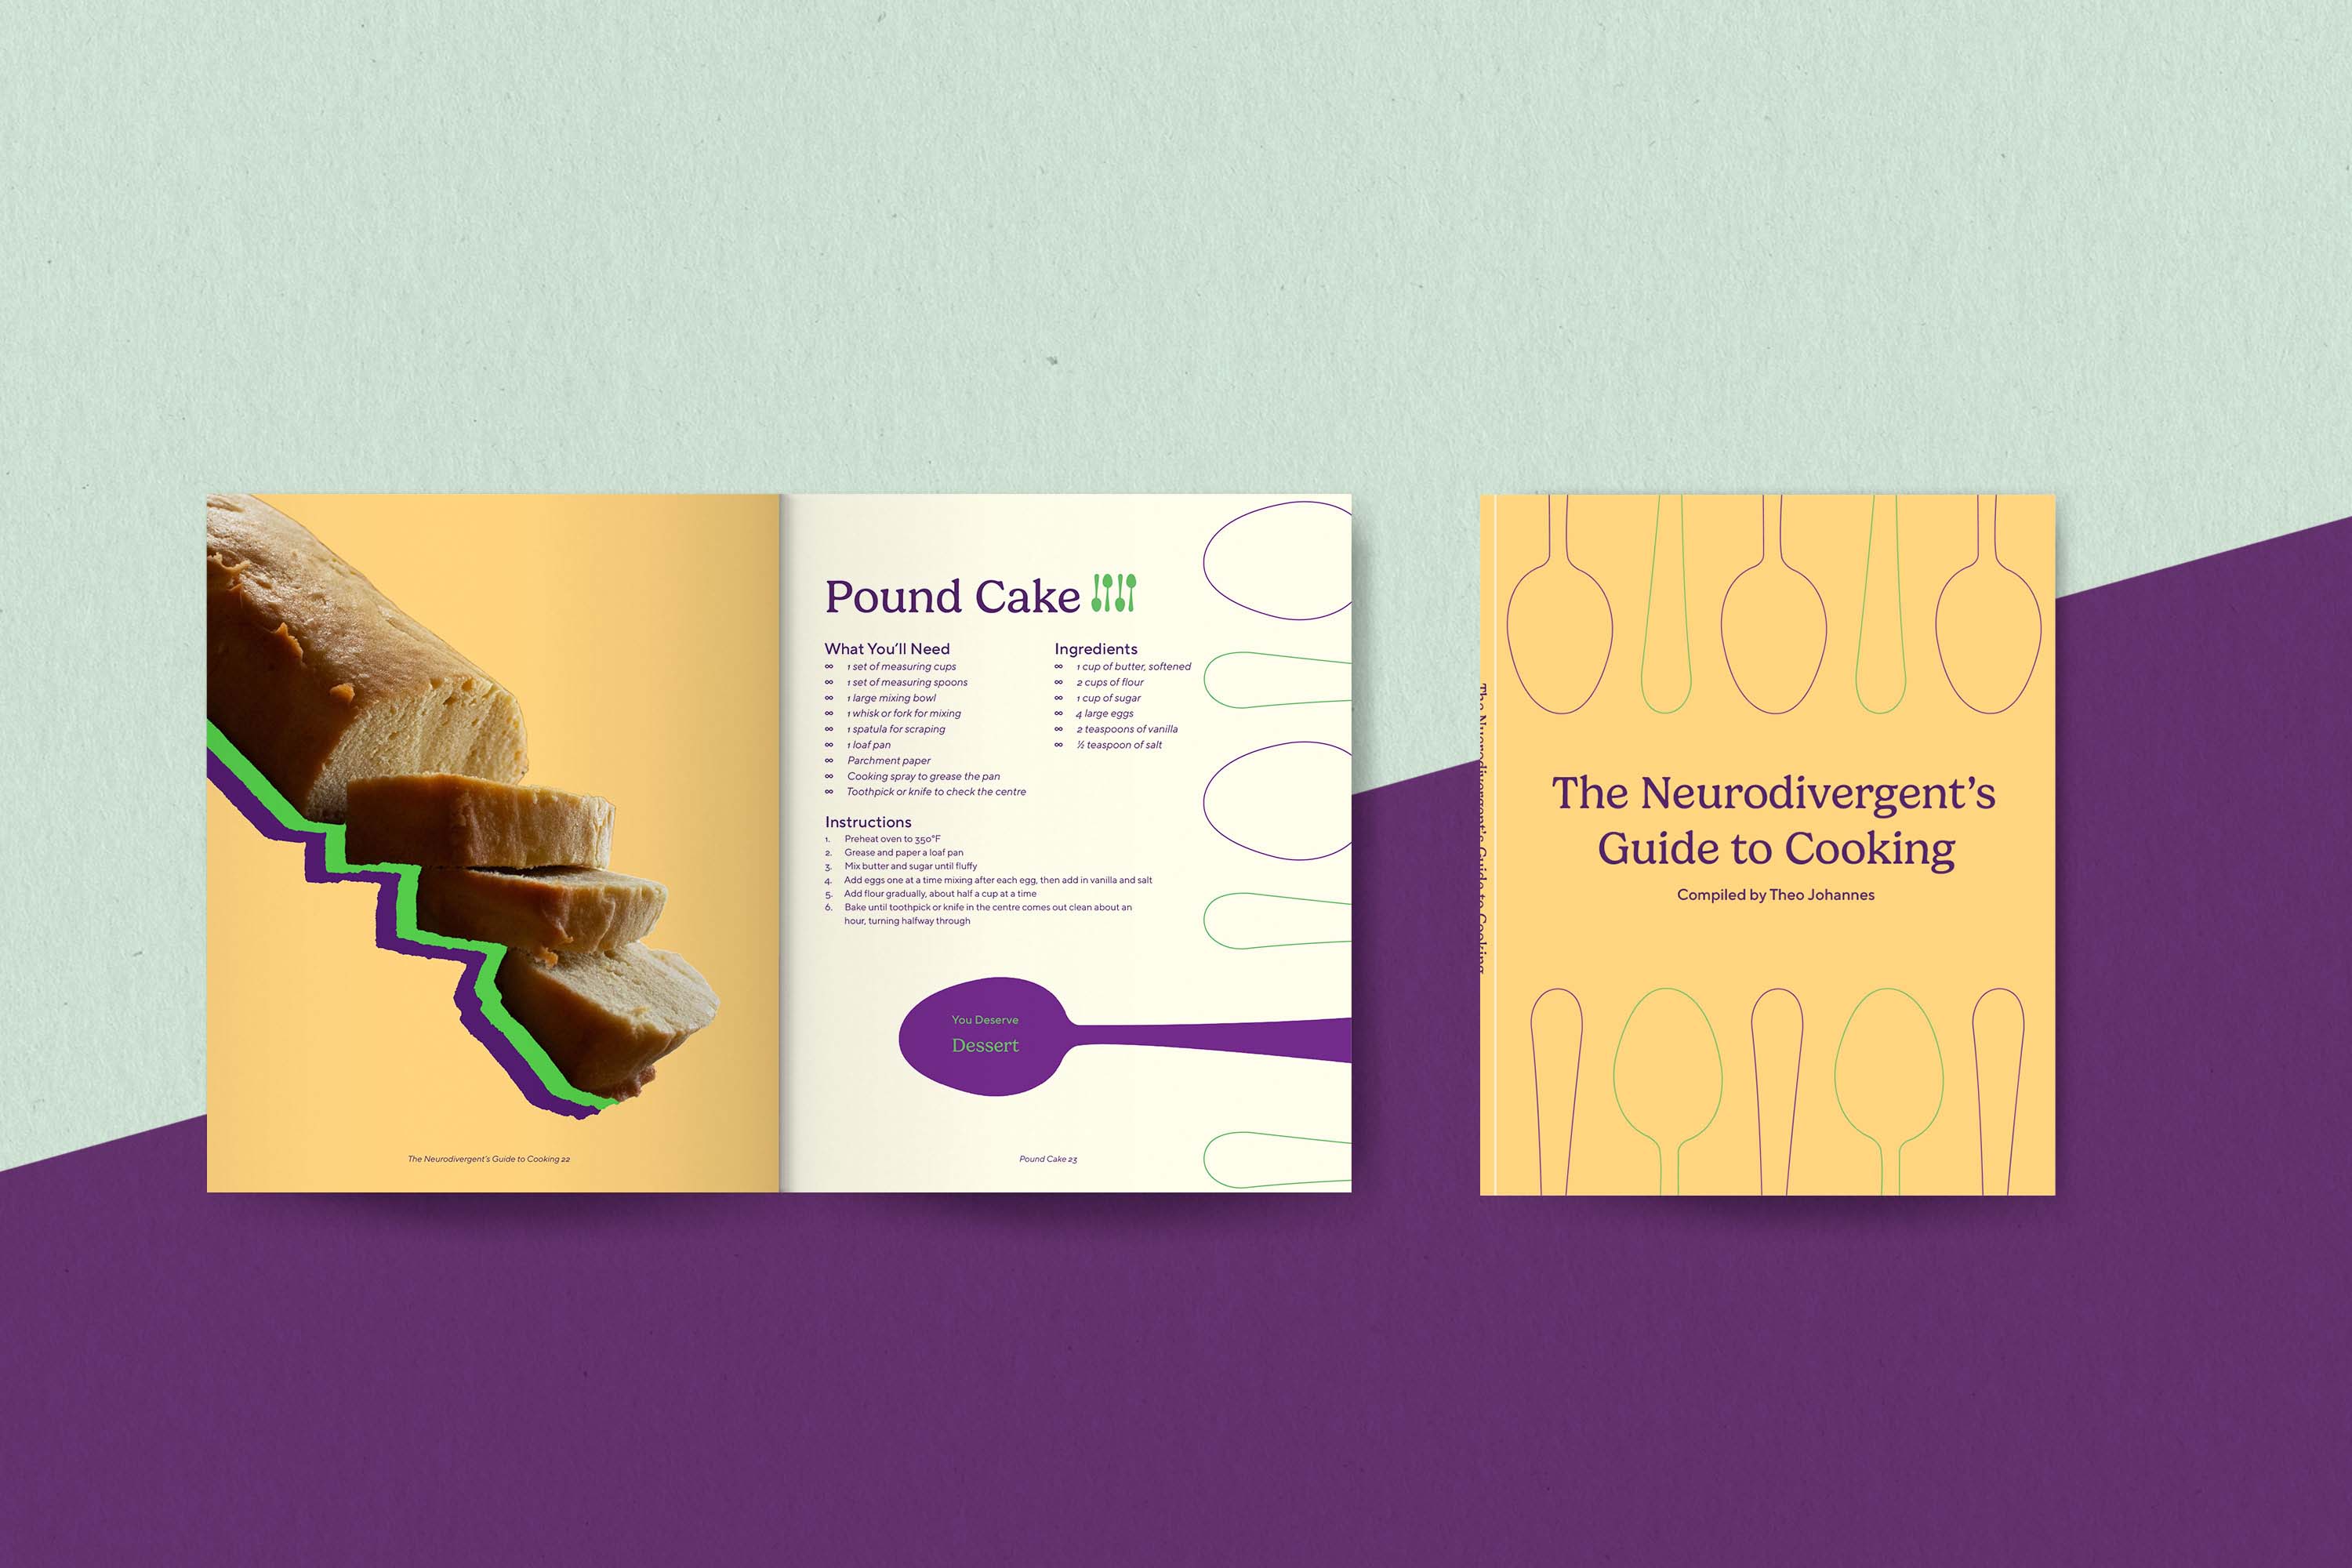 Pound Cake
What You'll Need
∞ 1 set of measuring cups
∞ 1 set of measuring spoons
∞ 1 large mixing bowl
∞ 1 whisk or fork for mixing
∞ 1 spatula for scraping
∞ 1 loaf pan
∞ Parchment paper
∞ Cooking spray to grease the pan
∞ Toothpick or knife to check the centre
Ingredients
∞ 1 cup of butter, softened
∞ 2 cups of flour
∞ 1 cup of sugar
∞ 4 large eggs
∞ 2 teaspoons of vanilla
∞ ½ teaspoon of salt
Instructions
1. Preheat oven to 350°F
2. Grease and paper a loaf pan
3. Mix butter and sugar until fluffy
4. Add eggs one at a time mixing after each egg, then add in vanilla and salt
5. Add flour gradually, about half a cup at a time
6. Bake until toothpick or knife in the centre comes out clean about an
hour, turning halfway through
You Deserve
Dessert
The Neurodivergent's Guide to Cooking 22
Pound Cake 23
The Neurodivergent's Guide to Cooking
The Neurodivergent's
Guide to Cooking
Compiled by Theo Johannes